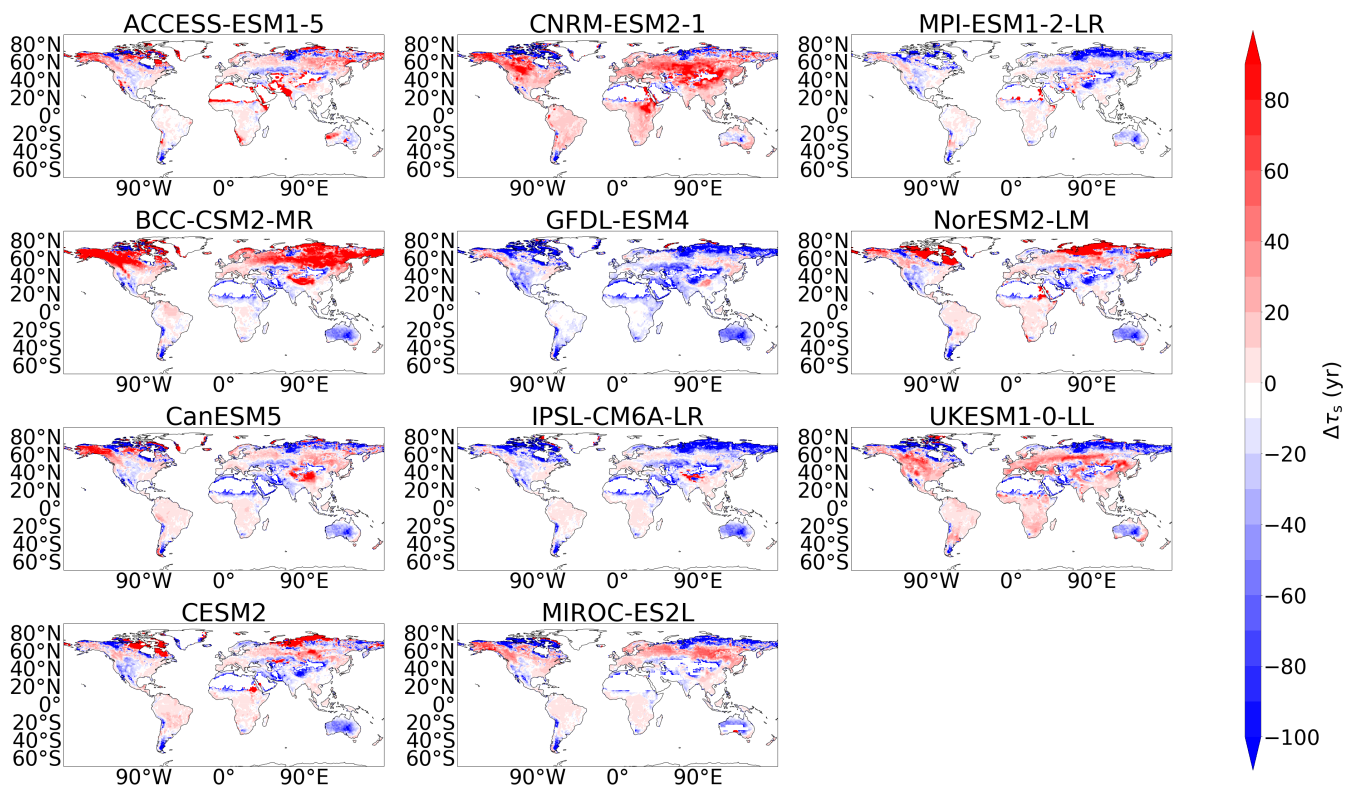 ACCESS-ESM1-5
80°N
60°N
40°N
20°N
0°
20°S
40°S
60°S
90°W 0° 90°E
CNRM-ESM2-1
80°N
60°N
40°N
20°N
0°
20°S
40°S
60°S
90°W 0° 90°E
MPI-ESM1-2-LR
80°N
60°N
40°N
20°N
0°
20°S
40°S
60°S
90°W 0° 90°E
BCC-CSM2-MR
80°N
60°N
40°N
20°N
0°
20°S
40°S
60°S
90°W 0° 90°E
GFDL-ESM4
80°N
60°N
40°N
20°N
0°
20°S
40°S
60°S
90°W 0° 90°E
NorESM2-LM
80°N
60°N
40°N
20°N
0°
20°S
40°S
60°S
90°W 0° 90°E
CanESM5
80°N
60°N
40°N
20°N
0°
20°S
40°S
60°S
90°W 0° 90°E
IPSL-CM6A-LR
80°N
60°N
40°N
20°N
0°
20°S
40°S
60°S
90°W 0° 90°E
UKESM1-0-LL
80°N
60°N
40°N
20°N
0°
20°S
40°S
60°S
90°W 0° 90°E
CESM2
80°N
60°N
40°N
20°N
0°
20°S
40°S
60°S
90°W 0° 90°E
MIROC-ES2L
80°N
60°N
40°N
20°N
0°
20°S
40°S
60°S
90°W 0° 90°E
80
60
40
20
0
−20
−40
−60
−80
−100
Δτs (yr)